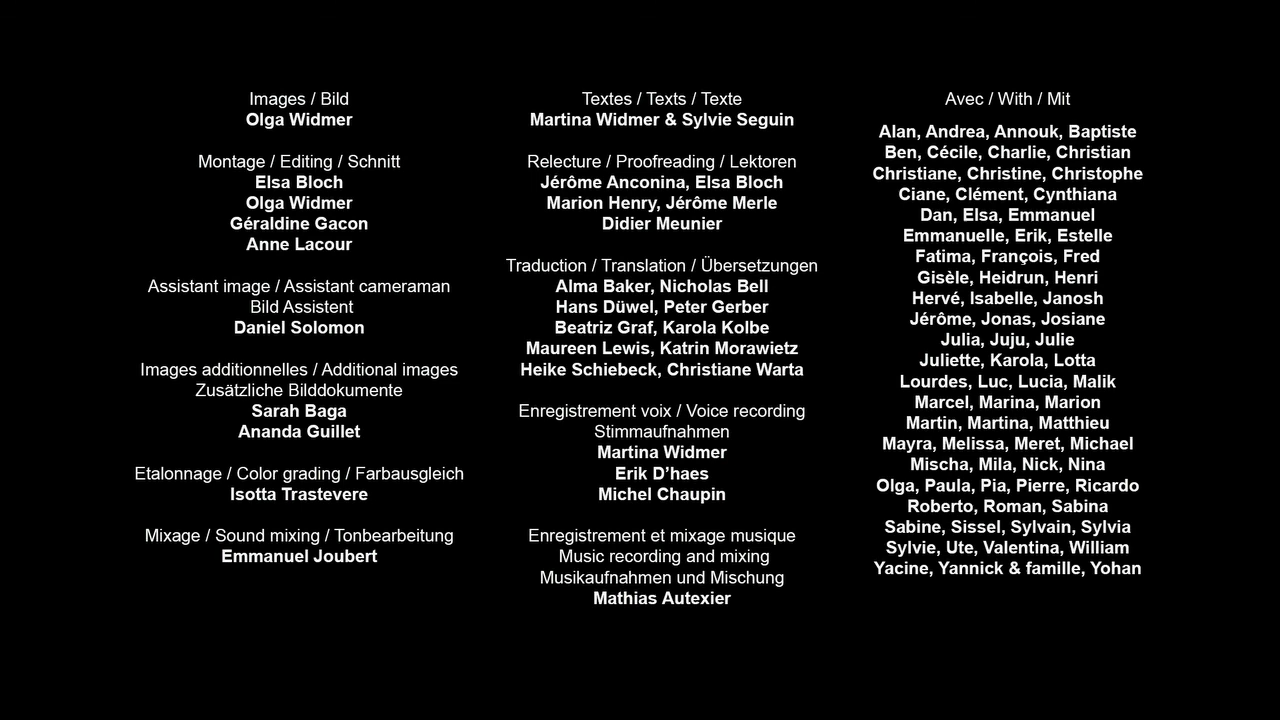 Images / Bild
Olga Widmer
Montage / Editing / Schnitt
Elsa Bloch
Olga Widmer
Géraldine Gacon
Anne Lacour
Assistant image / Assistant cameraman
Bild Assistent
Daniel Solomon
Images additionnelles / Additional images
Zusätzliche Bilddokumente
Sarah Baga
Ananda Guillet
Etalonnage / Color grading / Farbausgleich
Isotta Trastevere
Mixage / Sound mixing / Tonbearbeitung
Emmanuel Joubert
Textes / Texts / Texte
Martina Widmer & Sylvie Seguin
Relecture / Proofreading / Lektoren
Jérôme Anconina, Elsa Bloch
Marion Henry, Jérôme Merle
Didier Meunier
Traduction / Translation / Übersetzungen
Alma Baker, Nicholas Bell
Hans Düwel, Peter Gerber
Beatriz Graf, Karola Kolbe
Maureen Lewis, Katrin Morawietz
Heike Schiebeck, Christiane Warta
Enregistrement voix / Voice recording
Stimmaufnahmen
Martina Widmer
Erik D’haes
Michel Chaupin
Enregistrement et mixage musique
Music recording and mixing
Musikaufnahmen und Mischung
Mathias Autexier
Avec / With / Mit
Alan, Andrea, Annouk, Baptiste
Ben, Cécile, Charlie, Christian
Christiane, Christine, Christophe
Ciane, Clément, Cynthiana
Dan, Elsa, Emmanuel
Emmanuelle, Erik, Estelle
Fatima, François, Fred
Gisèle, Heidrun, Henri
Hervé, Isabelle, Janosh
Jérôme, Jonas, Josiane
Julia, Juju, Julie
Juliette, Karola, Lotta
Lourdes, Luc, Lucia, Malik
Marcel, Marina, Marion
Martin, Martina, Matthieu
Mayra, Melissa, Meret, Michael
Mischa, Mila, Nick, Nina
Olga, Paula, Pia, Pierre, Ricardo
Roberto, Roman, Sabina
Sabine, Sissel, Sylvain, Sylvia
Sylvie, Ute, Valentina, William
Yacine, Yannick & famille, Yohan